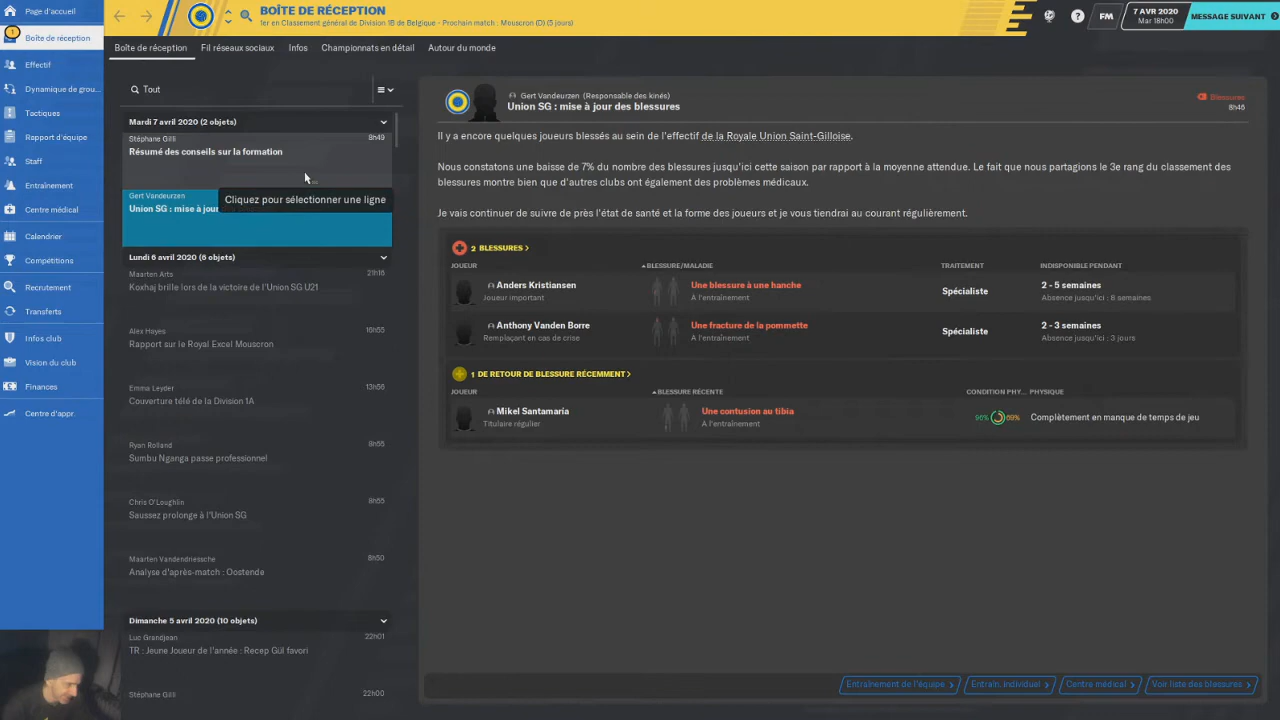 Page d'accueil
1
Boîte de réception
Effectif
Dynamique de grou...
Tactiques
Rapport d'équipe
Staff
Entraînement
Centre médical
Calendrier
Compétitions
Recrutement
Transferts
Infos club
Vision du club
Finances
Centre d'appr.
BOÎTE DE RÉCEPTION
1er en Classement général de Division 1B de Belgique - Prochain match : Mouscron (D) (5 jours)
FM
7 AVR 2020
Mar 18h00
MESSAGE SUIVANT
Boîte de réception
Fil réseaux sociaux
Infos
Championnats en détail
Autour du monde
Tout
Mardi 7 avril 2020 (2 objets)
Stéphane Gilli 8h49
Résumé des conseils sur la formation
Gert Vandeurzen
Union SG : mise à jour
Cliquez pour sélectionner une ligne
Lundi 6 avril 2020 (6 objets)
Maarten Arts 21h16
Koxhaj brille lors de la victoire de l'Union SG U21
Alex Hayes 16h55
Rapport sur le Royal Excel Mouscron
Emma Leyder 13h56
Couverture télé de la Division 1A
Ryan Rolland 8h55
Sumbu Nganga passe professionnel
Chris O'Loughlin 8h55
Saussez prolonge à l'Union SG
Maarten Vandendriessche 8h50
Analyse d'après-match : Oostende
Dimanche 5 avril 2020 (10 objets)
Luc Grandjean 22h01
TR : Jeune Joueur de l'année : Recep Gül favori
Stéphane Gilli 22h00
Gert Vandeurzen (Responsable des kinés)
Union SG : mise à jour des blessures
Blessures
8h46
Il y a encore quelques joueurs blessés au sein de l'effectif de la Royale Union Saint-Gilloise.
Nous constatons une baisse de 7% du nombre des blessures jusqu'ici cette saison par rapport à la moyenne attendue. Le fait que nous partagions le 3e rang du classement des
blessures montre bien que d'autres clubs ont également des problèmes médicaux.
Je vais continuer de suivre de près l'état de santé et la forme des joueurs et je vous tiendrai au courant régulièrement.
2 BLESSURES >
JOUEUR BLESSURE/MALADIE TRAITEMENT INDISPONIBLE PENDANT
Anders Kristiansen Une blessure à une hanche Spécialiste 2 - 5 semaines
Joueur important À l'entraînement Absence jusqu'ici : 8 semaines
Anthony Vanden Borre Une fracture de la pommette Spécialiste 2 - 3 semaines
Remplaçant en cas de crise À l'entraînement Absence jusqu'ici : 3 jours
1 DE RETOUR DE BLESSURE RÉCEMMENT >
JOUEUR BLESSURE RÉCENTE CONDITION PHY... PHYSIQUE
Mikel Santamaria Une contusion au tibia 96% 69% Complètement en manque de temps de jeu
Titulaire régulier À l'entraînement
Entraînement de l'équipe >
Entraîn. individuel >
Centre médical >
Voir liste des blessures >